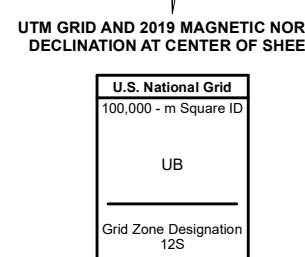 UTM GRID AND 2019 MAGNETIC NOR
DECLINATION AT CENTER OF SHEE
U.S. National Grid
100,000 - m Square ID
UB
Grid Zone Designation
12S